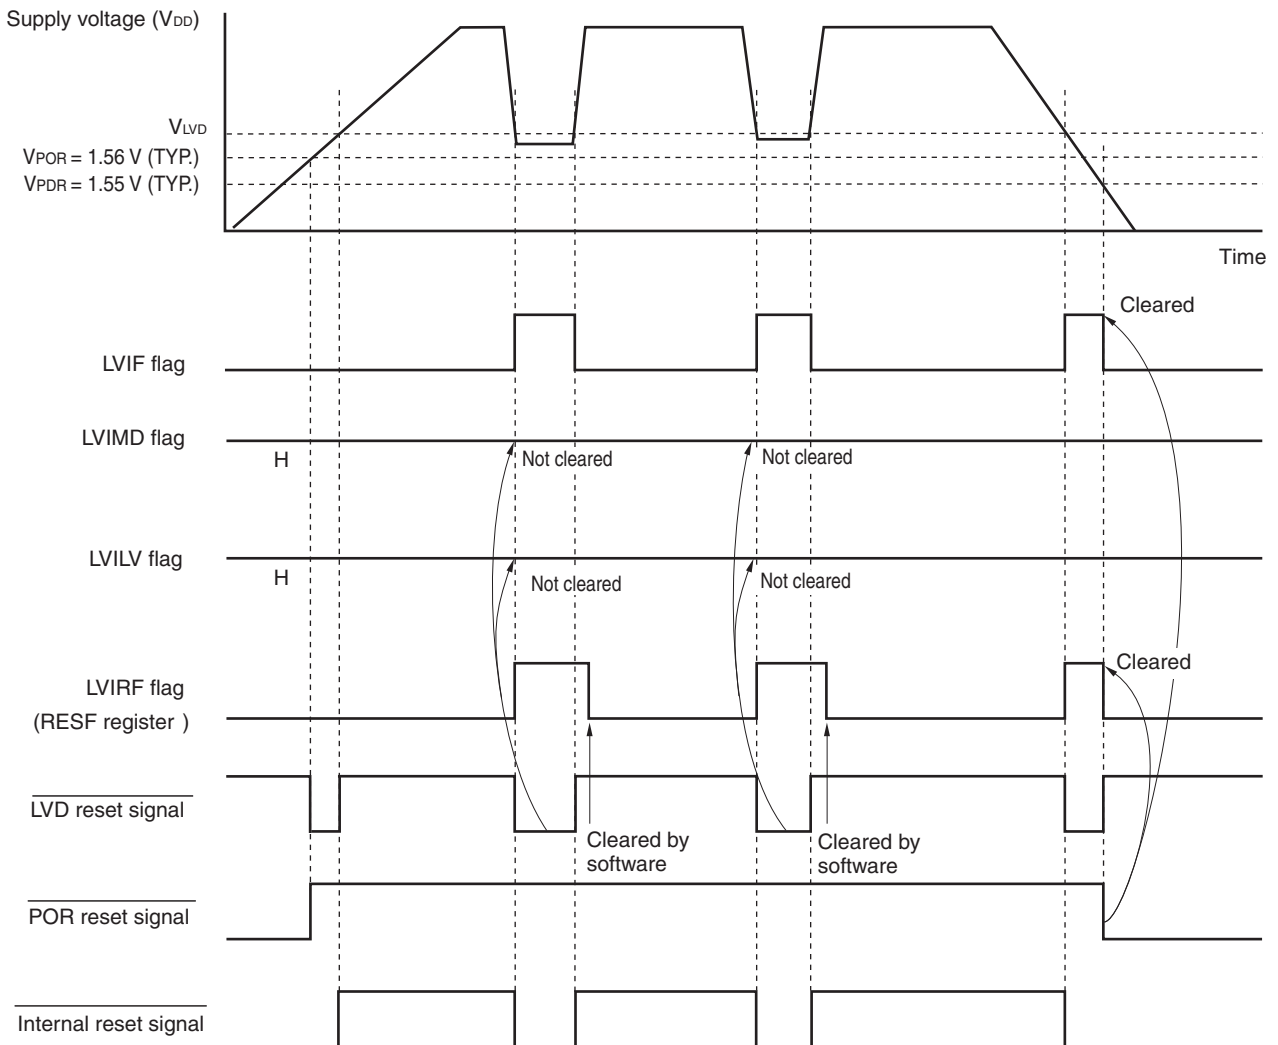 Supply voltage (VDD)
VLVD
VPOR = 1.56 V (TYP.)
VPDR = 1.55 V (TYP.)
Time
Cleared
LVIF flag
LVIMD flag
H
Not cleared
Not cleared
LVILV flag
H
Not cleared
Not cleared
Cleared
LVIRF flag
(RESF register )
LVD reset signal
Cleared by
software
Cleared by
software
POR reset signal
Internal reset signal